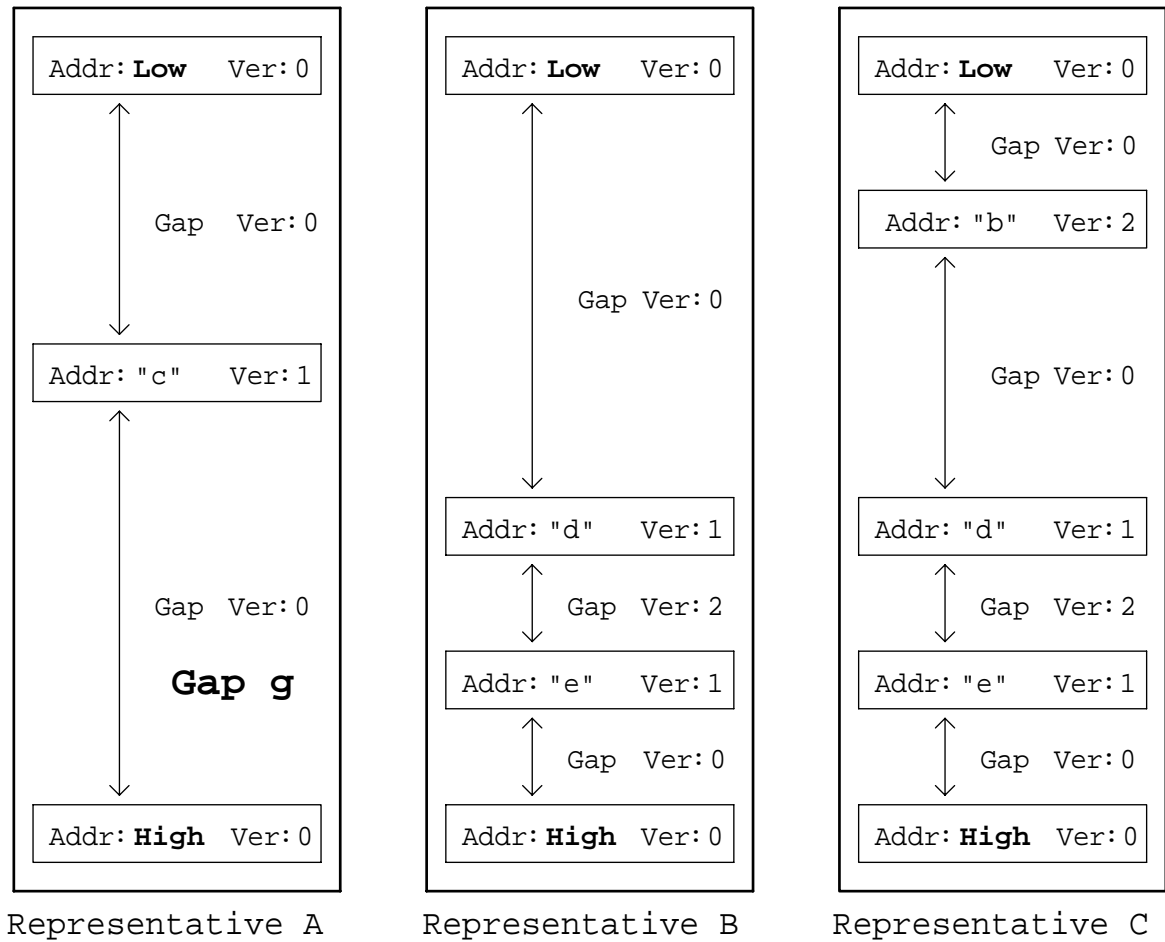 Addr: Low Ver: 0
Gap Ver: 0
Addr: "c" Ver: 1
Gap Ver: 0
Gap g
Addr: High Ver: 0
Representative A
Addr: Low Ver: 0
Gap Ver: 0
Addr: "d" Ver: 1
Gap Ver: 2
Addr: "e" Ver: 1
Gap Ver: 0
Addr: High Ver: 0
Representative B
Addr: Low Ver: 0
Gap Ver: 0
Addr: "b" Ver: 2
Gap Ver: 0
Addr: "d" Ver: 1
Gap Ver: 2
Addr: "e" Ver: 1
Gap Ver: 0
Addr: High Ver: 0
Representative C